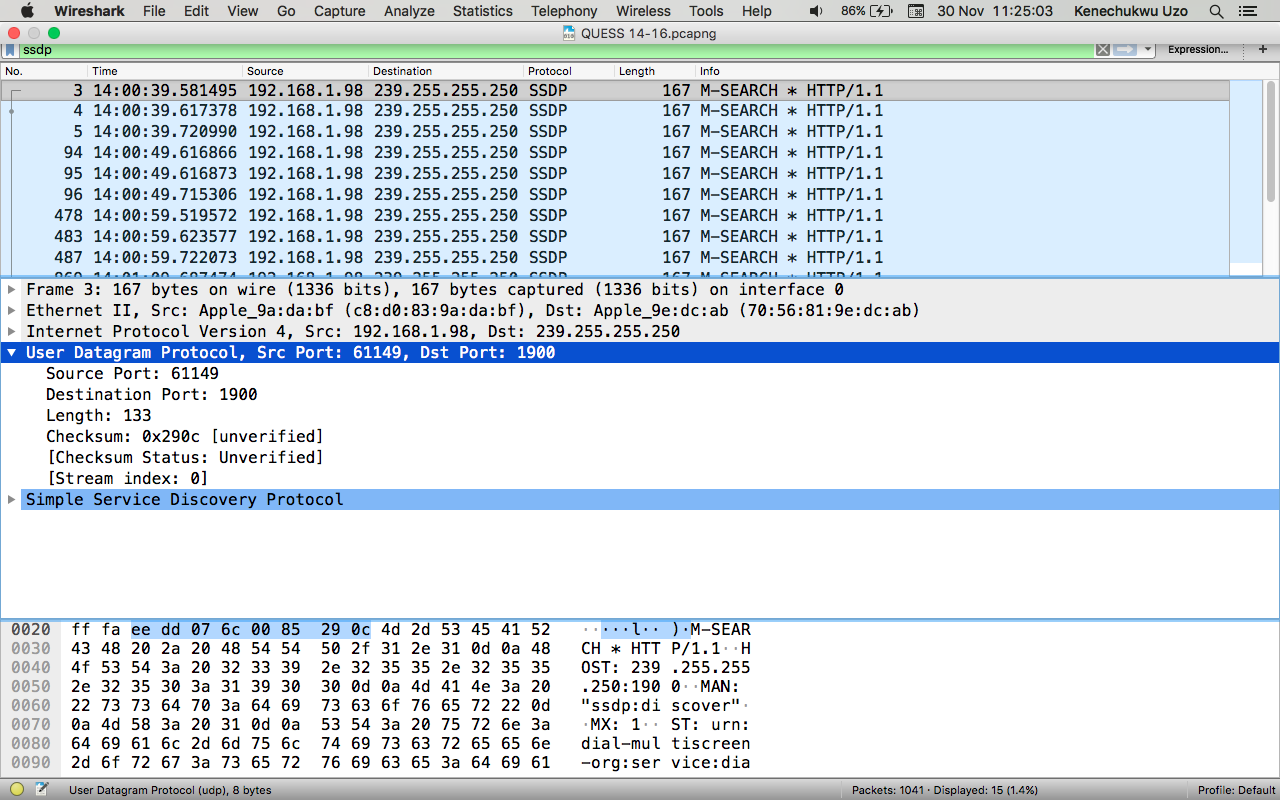 Wireshark File Edit View Go Capture Analyze Statistics Telephony Wireless Tools Help 86% 30 Nov 11:25:03 Kenechukwu Uzo
QUESS 14-16.pcapng
ssdp Expression... +
No. Time Source Destination Protocol Length Info
3 14:00:39.581495 192.168.1.98 239.255.255.250 SSDP 167 M-SEARCH * HTTP/1.1
4 14:00:39.617378 192.168.1.98 239.255.255.250 SSDP 167 M-SEARCH * HTTP/1.1
5 14:00:39.720990 192.168.1.98 239.255.255.250 SSDP 167 M-SEARCH * HTTP/1.1
94 14:00:49.616866 192.168.1.98 239.255.255.250 SSDP 167 M-SEARCH * HTTP/1.1
95 14:00:49.616873 192.168.1.98 239.255.255.250 SSDP 167 M-SEARCH * HTTP/1.1
96 14:00:49.715306 192.168.1.98 239.255.255.250 SSDP 167 M-SEARCH * HTTP/1.1
478 14:00:59.519572 192.168.1.98 239.255.255.250 SSDP 167 M-SEARCH * HTTP/1.1
483 14:00:59.623577 192.168.1.98 239.255.255.250 SSDP 167 M-SEARCH * HTTP/1.1
487 14:00:59.722073 192.168.1.98 239.255.255.250 SSDP 167 M-SEARCH * HTTP/1.1
192.168.1.98 239.255.255.250 SSDP 167 M-SEARCH * HTTP/1.1
Frame 3: 167 bytes on wire (1336 bits), 167 bytes captured (1336 bits) on interface 0
Ethernet II, Src: Apple_9a:da:bf (c8:d0:83:9a:da:bf), Dst: Apple_9e:dc:ab (70:56:81:9e:dc:ab)
Internet Protocol Version 4, Src: 192.168.1.98, Dst: 239.255.255.250
User Datagram Protocol, Src Port: 61149, Dst Port: 1900
Source Port: 61149
Destination Port: 1900
Length: 133
Checksum: 0x290c [unverified]
[Checksum Status: Unverified]
[Stream index: 0]
Simple Service Discovery Protocol
0020 ff fa ee dd 07 6c 00 85 29 0c 4d 2d 53 45 41 52 ·····l·· )·M-SEAR
0030 43 48 20 2a 20 48 54 54 50 2f 31 2e 31 0d 0a 48 CH * HTT P/1.1··H
0040 4f 53 54 3a 20 32 33 39 2e 32 35 35 2e 32 35 35 OST: 239 .255.255
0050 2e 32 35 30 3a 31 39 30 30 0d 0a 4d 41 4e 3a 20 .250:190 0··MAN:
0060 22 73 73 64 70 3a 64 69 73 63 6f 76 65 72 22 0d "ssdp:di scover"·
0070 0a 4d 58 3a 20 31 0d 0a 53 54 3a 20 75 72 6e 3a ·MX: 1·· ST: urn:
0080 64 69 61 6c 2d 6d 75 6c 74 69 73 63 72 65 65 6e dial-mul tiscreen
0090 2d 6f 72 67 3a 73 65 72 76 69 63 65 3a 64 69 61 -org:ser vice:dia
User Datagram Protocol (udp), 8 bytes Packets: 1041 · Displayed: 15 (1.4%) Profile: Default